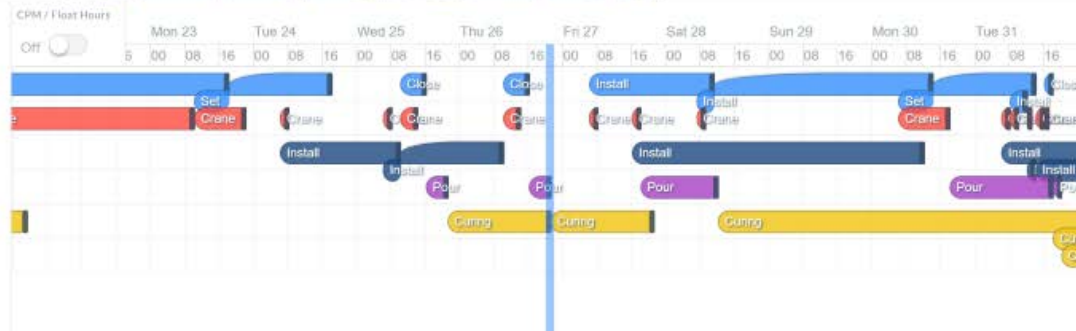 CPM / Float Hours
Off
Mon 23 Tue 24 Wed 25 Thu 26 Fri 27 Sat 28 Sun 29 Mon 30 Tue 31
6 00 08 16 00 08 16 00 08 16 00 08 16 00 08 16 00 08 16 00 08 16 00 08 16 00 08 16
Close Close Install
Set Install Set Install
Crane Crane Crane Crane Crane Crane Crane Crane
Install Install Install
Install Install
Pour Pour Pour
Curing Curing Curing